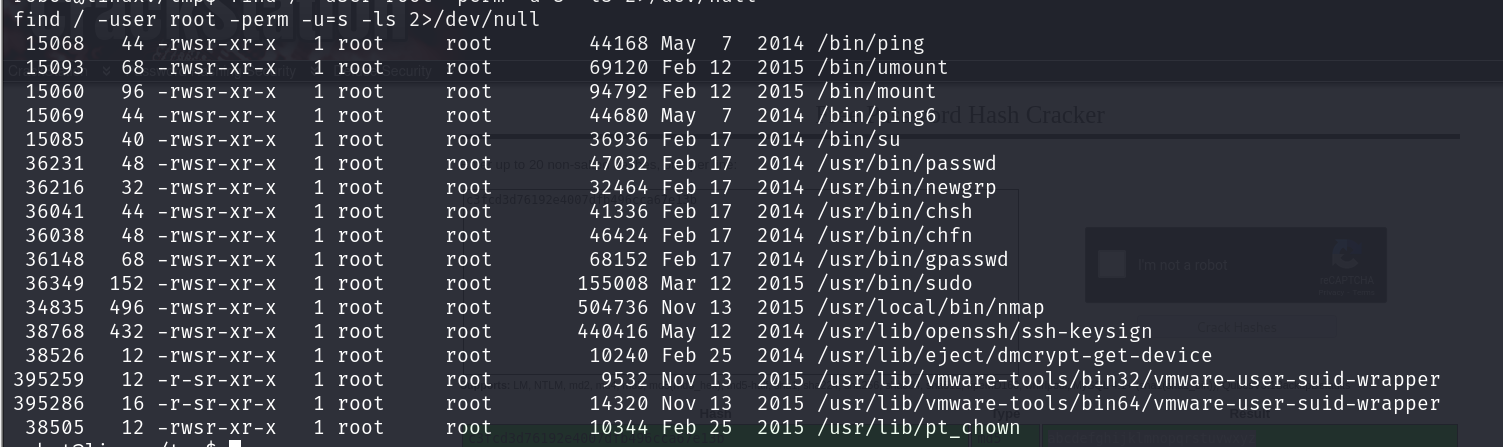 find / -user root -perm -u=s -ls 2>/dev/null
15068 44 -rwsr-xr-x 1 root root 44168 May 7 2014 /bin/ping
15093 68 -rwsr-xr-x 1 root root 69120 Feb 12 2015 /bin/umount
15060 96 -rwsr-xr-x 1 root root 94792 Feb 12 2015 /bin/mount
15069 44 -rwsr-xr-x 1 root root 44680 May 7 2014 /bin/ping6
15085 40 -rwsr-xr-x 1 root root 36936 Feb 17 2014 /bin/su
36231 48 -rwsr-xr-x 1 root root 47032 Feb 17 2014 /usr/bin/passwd
36216 32 -rwsr-xr-x 1 root root 32464 Feb 17 2014 /usr/bin/newgrp
36041 44 -rwsr-xr-x 1 root root 41336 Feb 17 2014 /usr/bin/chsh
36038 48 -rwsr-xr-x 1 root root 46424 Feb 17 2014 /usr/bin/chfn
36148 68 -rwsr-xr-x 1 root root 68152 Feb 17 2014 /usr/bin/gpasswd
36349 152 -rwsr-xr-x 1 root root 155008 Mar 12 2015 /usr/bin/sudo
34835 496 -rwsr-xr-x 1 root root 504736 Nov 13 2015 /usr/local/bin/nmap
38768 432 -rwsr-xr-x 1 root root 440416 May 12 2014 /usr/lib/openssh/ssh-keysign
38526 12 -rwsr-xr-x 1 root root 10240 Feb 25 2014 /usr/lib/eject/dmcrypt-get-device
395259 12 -r-sr-xr-x 1 root root 9532 Nov 13 2015 /usr/lib/vmware-tools/bin32/vmware-user-suid-wrapper
395286 16 -r-sr-xr-x 1 root root 14320 Nov 13 2015 /usr/lib/vmware-tools/bin64/vmware-user-suid-wrapper
38505 12 -rwsr-xr-x 1 root root 10344 Feb 25 2015 /usr/lib/pt_chown
Hash Cracker
I'm not a robot
reCAPTCHA
Crack Hashes
Hash Type Result